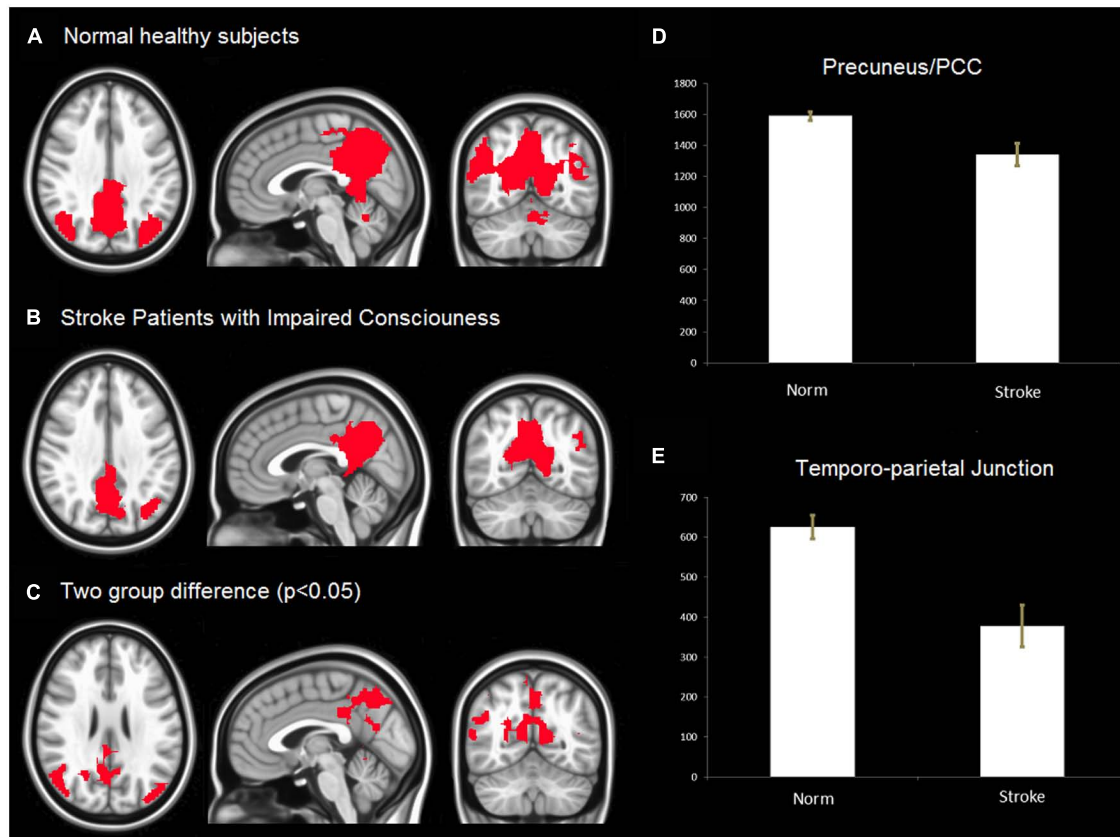 A Normal healthy subjects
B Stroke Patients with Impaired Consciouness
C Two group difference (p<0.05)
D
Precuneus/PCC
1800
1600
1400
1200
1000
800
600
400
200
0
Norm Stroke
E
Temporo-parietal Junction
700
600
500
400
300
200
100
0
Norm Stroke